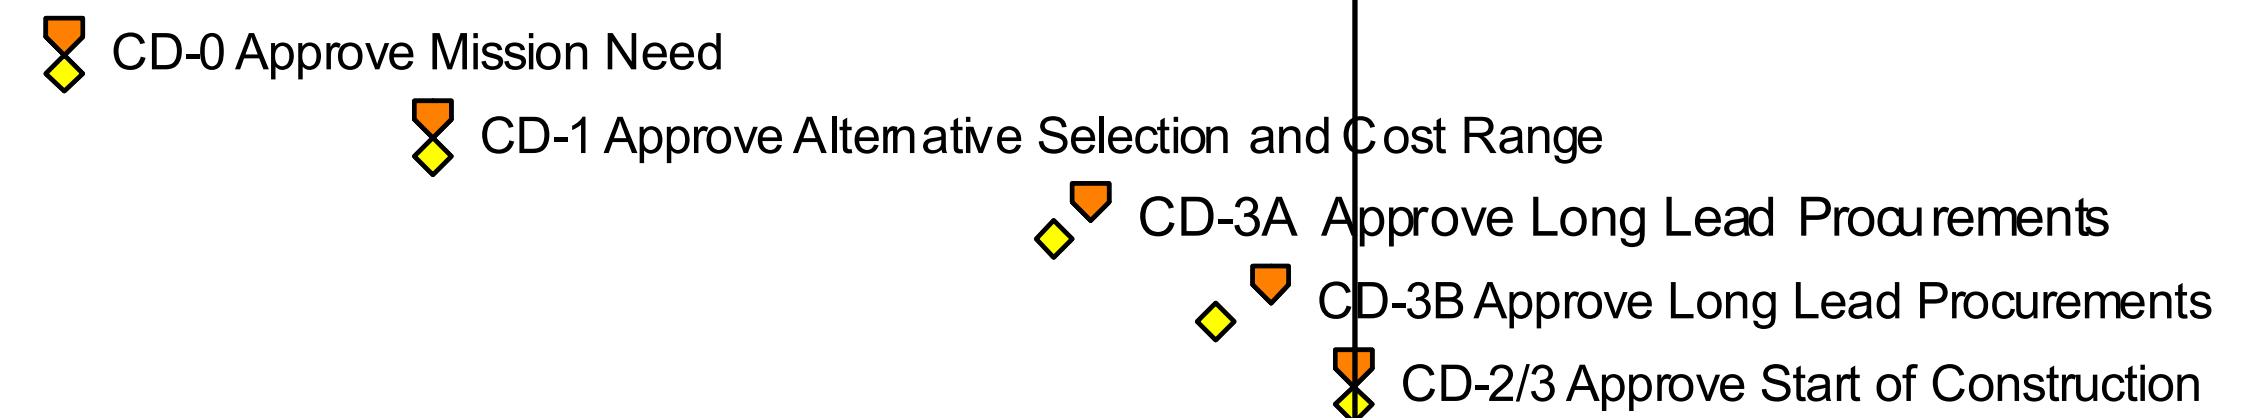 CD-0 Approve Mission Need
CD-1 Approve Alternative Selection and Cost Range
CD-3A Approve Long Lead Procurements
CD-3B Approve Long Lead Procurements
CD-2/3 Approve Start of Construction